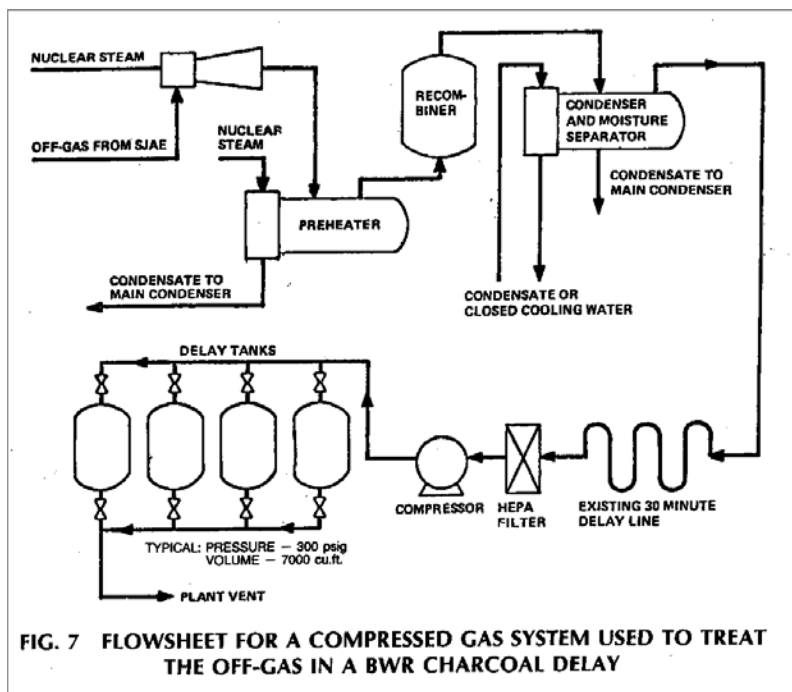 NUCLEAR STEAM
OFF-GAS FROM SJAE
NUCLEAR
STEAM
PREHEATER
CONDENSATE TO
MAIN CONDENSER
RECOM-
BINER
CONDENSER
AND MOISTURE
SEPARATOR
CONDENSATE TO
MAIN CONDENSER
CONDENSATE OR
CLOSED COOLING WATER
DELAY TANKS
COMPRESSOR
HEPA
FILTER
EXISTING 30 MINUTE
DELAY LINE
TYPICAL: PRESSURE — 300 psig
VOLUME — 7000 cu.ft.
PLANT VENT
FIG. 7 FLOWSHEET FOR A COMPRESSED GAS SYSTEM USED TO TREAT
THE OFF-GAS IN A BWR CHARCOAL DELAY